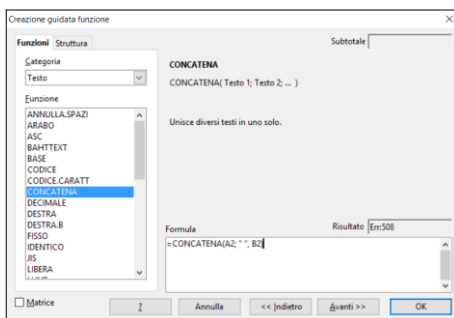 Creazione guidata funzione
Funzioni Struttura
Subtotale
Categoria
Testo
CONCATENA
CONCATENA( Testo 1; Testo 2; ... )
Funzione
Unisce diversi testi in uno solo.
ANNULLA.SPAZI
ARABO
ASC
BAHTTEXT
BASE
CODICE
CODICE.CARATT
CONCATENA
DECIMALE
DESTRA
DESTRA.B
FISSO
IDENTICO
JIS
LIBERA
Formula
Risultato Err:508
=CONCATENA(A2; " ", B2)
Matrice
?
Annulla
<< Indietro
Avanti >>
OK